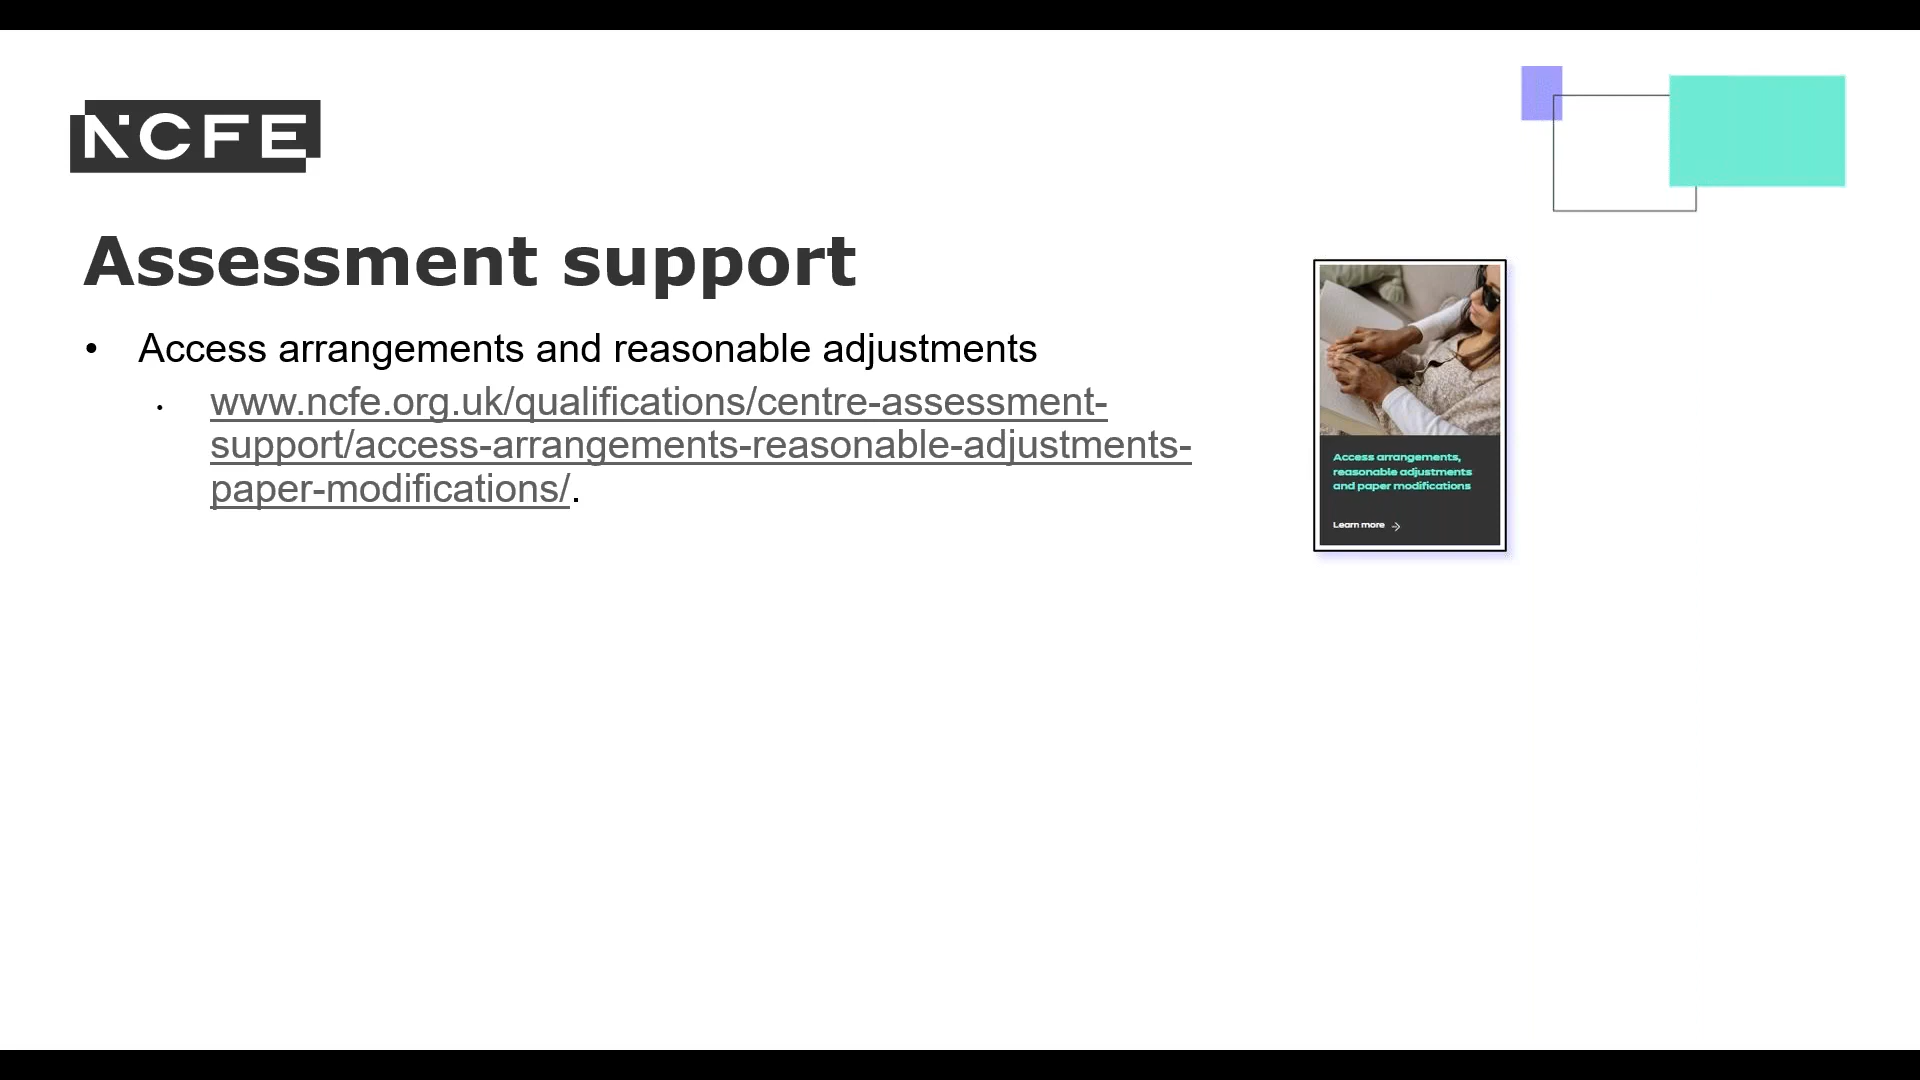 NCFE
Assessment support
• Access arrangements and reasonable adjustments
• www.ncfe.org.uk/qualifications/centre-assessment-
support/access-arrangements-reasonable-adjustments-
paper-modifications/.
Access arrangements,
reasonable adjustments
and paper modifications
Learn more →